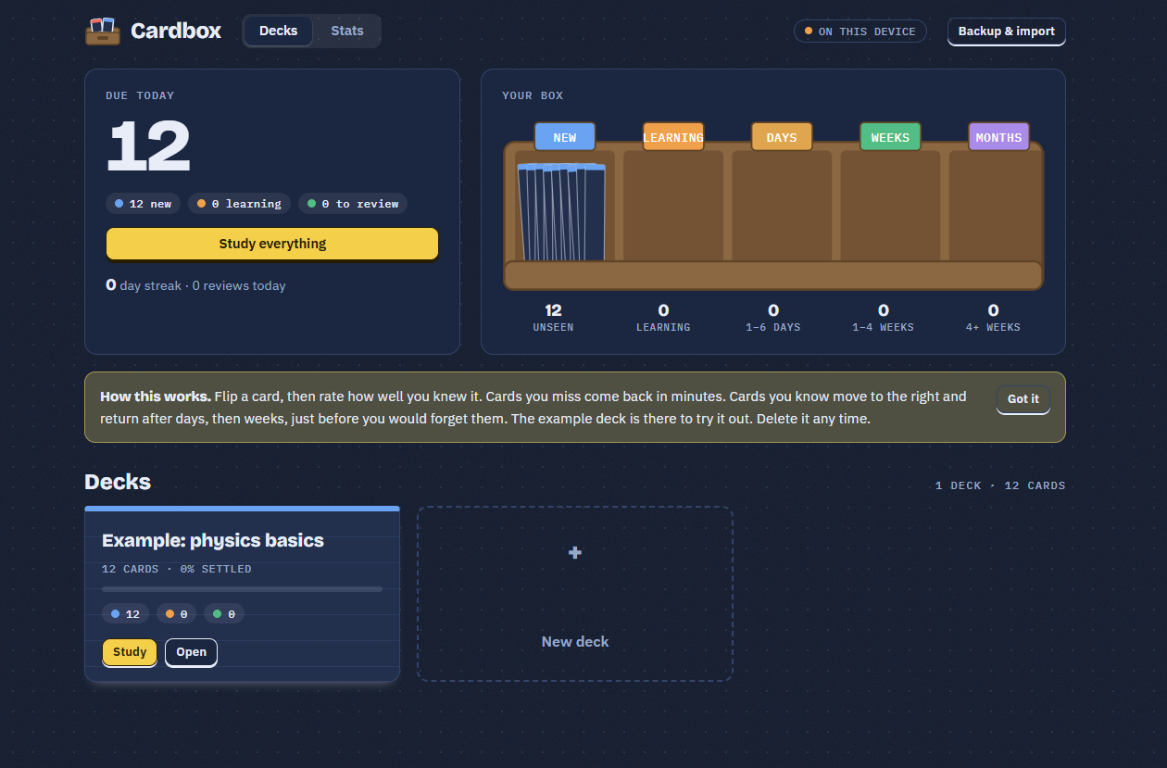 Cardbox
Decks
Stats
ON THIS DEVICE
Backup & import
DUE TODAY
12
12 new
0 learning
0 to review
Study everything
0 day streak · 0 reviews today
YOUR BOX
NEW
LEARNING
DAYS
WEEKS
MONTHS
12
0
0
0
0
UNSEEN
LEARNING
1–6 DAYS
1–4 WEEKS
4+ WEEKS
How this works. Flip a card, then rate how well you knew it. Cards you miss come back in minutes. Cards you know move to the right and
return after days, then weeks, just before you would forget them. The example deck is there to try it out. Delete it any time.
Got it
Decks
1 DECK · 12 CARDS
Example: physics basics
12 CARDS · 0% SETTLED
12
0
0
Study
Open
+
New deck